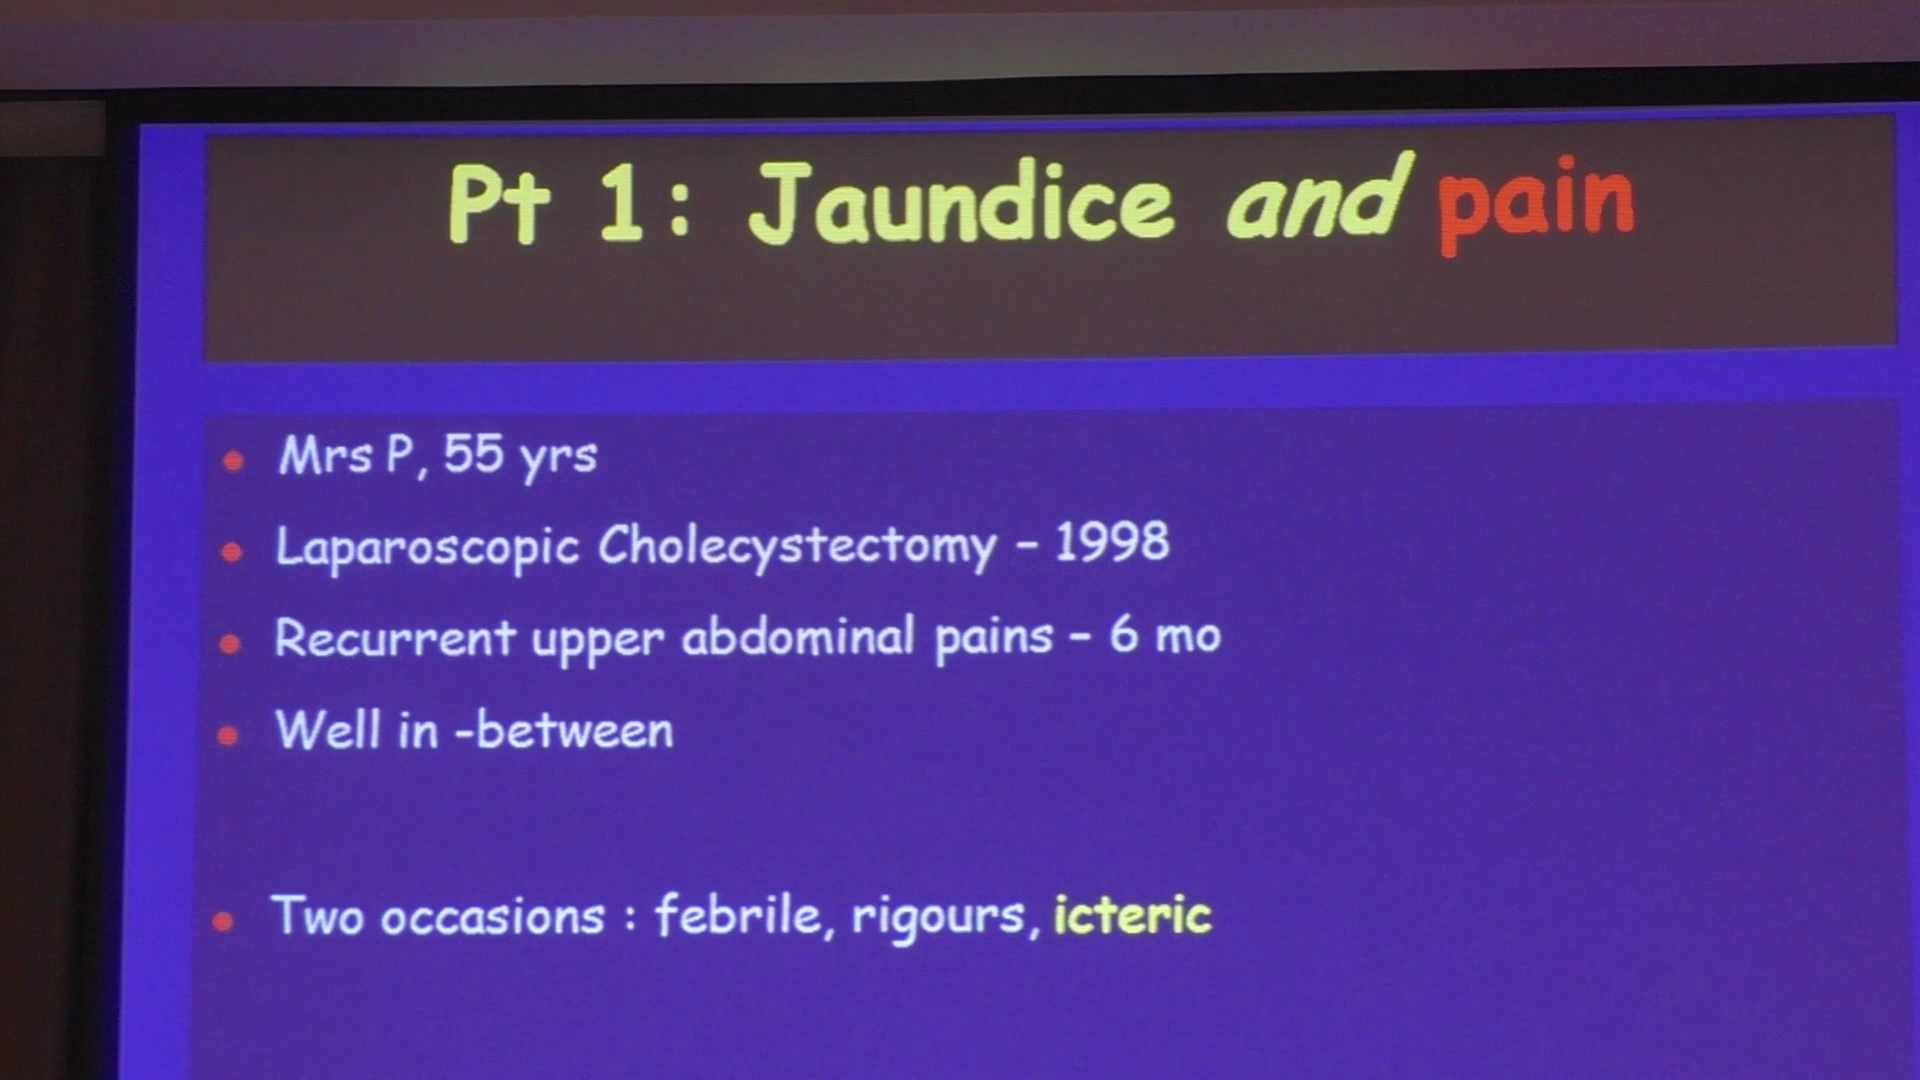 Pt 1: Jaundice and pain
Mrs P, 55 yrs
Laparoscopic Cholecystectomy – 1998
Recurrent upper abdominal pains – 6 mo
Well in -between
Two occasions : febrile, rigours, icteric